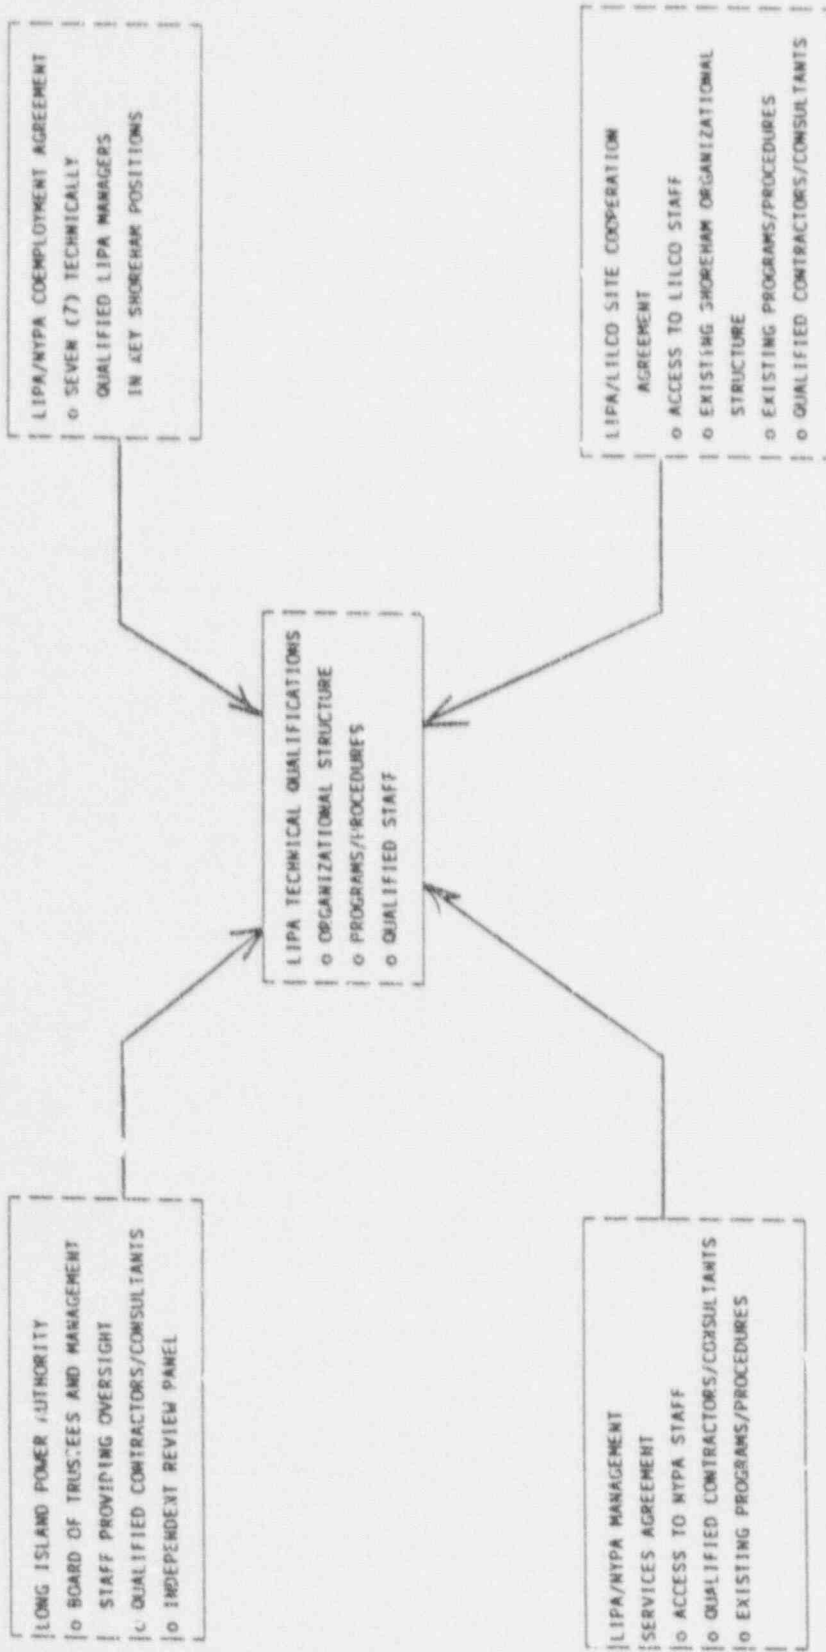 LONG ISLAND POWER AUTHORITY
o BOARD OF TRUSTEES AND MANAGEMENT
STAFF PROVIDING OVERSIGHT
o QUALIFIED CONTRACTORS/CONSULTANTS
o INDEPENDENT REVIEW PANEL
LIPA/NYPA COEMPLOYMENT AGREEMENT
o SEVEN (7) TECHNICALLY
QUALIFIED LIPA MANAGERS
IN KEY SHOREHAM POSITIONS
LIPA TECHNICAL QUALIFICATIONS
o ORGANIZATIONAL STRUCTURE
o PROGRAMS/PROCEDURES
o QUALIFIED STAFF
LIPA/NYPA MANAGEMENT
SERVICES AGREEMENT
o ACCESS TO NYPA STAFF
o QUALIFIED CONTRACTORS/CONSULTANTS
o EXISTING PROGRAMS/PROCEDURES
LIPA/LILCO SITE COOPERATION
AGREEMENT
o ACCESS TO LILCO STAFF
o EXISTING SHOREHAM ORGANIZATIONAL
STRUCTURE
o EXISTING PROGRAMS/PROCEDURES
o QUALIFIED CONTRACTORS/CONSULTANTS